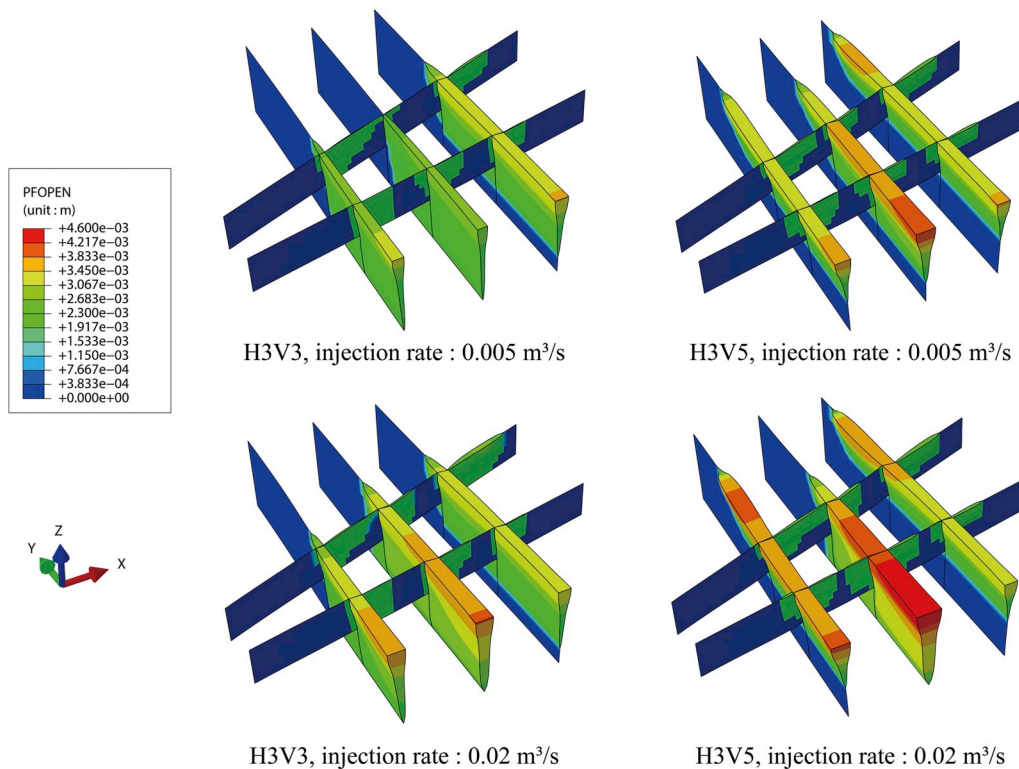 H3V3, injection rate : 0.005 m³/s
H3V5, injection rate : 0.005 m³/s
PFOPEN
(unit : m)
+4.600e−03
+4.217e−03
+3.833e−03
+3.450e−03
+3.067e−03
+2.683e−03
+2.300e−03
+1.917e−03
+1.533e−03
+1.150e−03
+7.667e−04
+3.833e−04
+0.000e+00
Z
Y
X
H3V3, injection rate : 0.02 m³/s
H3V5, injection rate : 0.02 m³/s